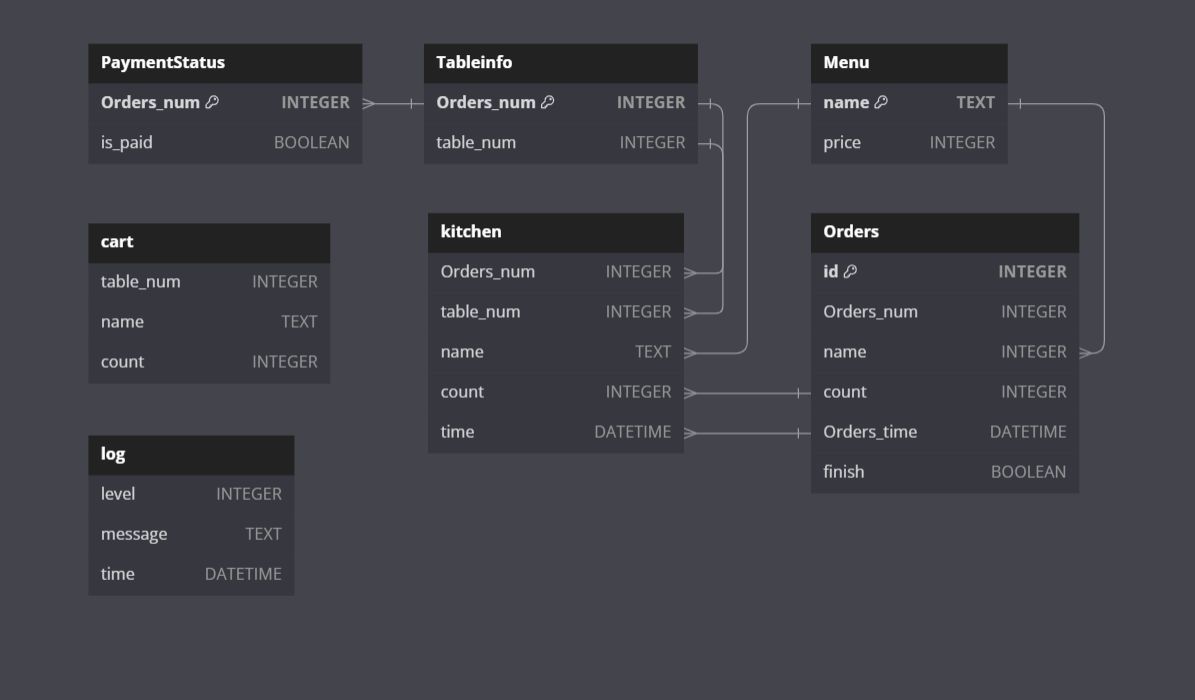 PaymentStatus
Orders_num INTEGER
is_paid BOOLEAN
Tableinfo
Orders_num INTEGER
table_num INTEGER
Menu
name TEXT
price INTEGER
cart
table_num INTEGER
name TEXT
count INTEGER
kitchen
Orders_num INTEGER
table_num INTEGER
name TEXT
count INTEGER
time DATETIME
Orders
id INTEGER
Orders_num INTEGER
name INTEGER
count INTEGER
Orders_time DATETIME
finish BOOLEAN
log
level INTEGER
message TEXT
time DATETIME